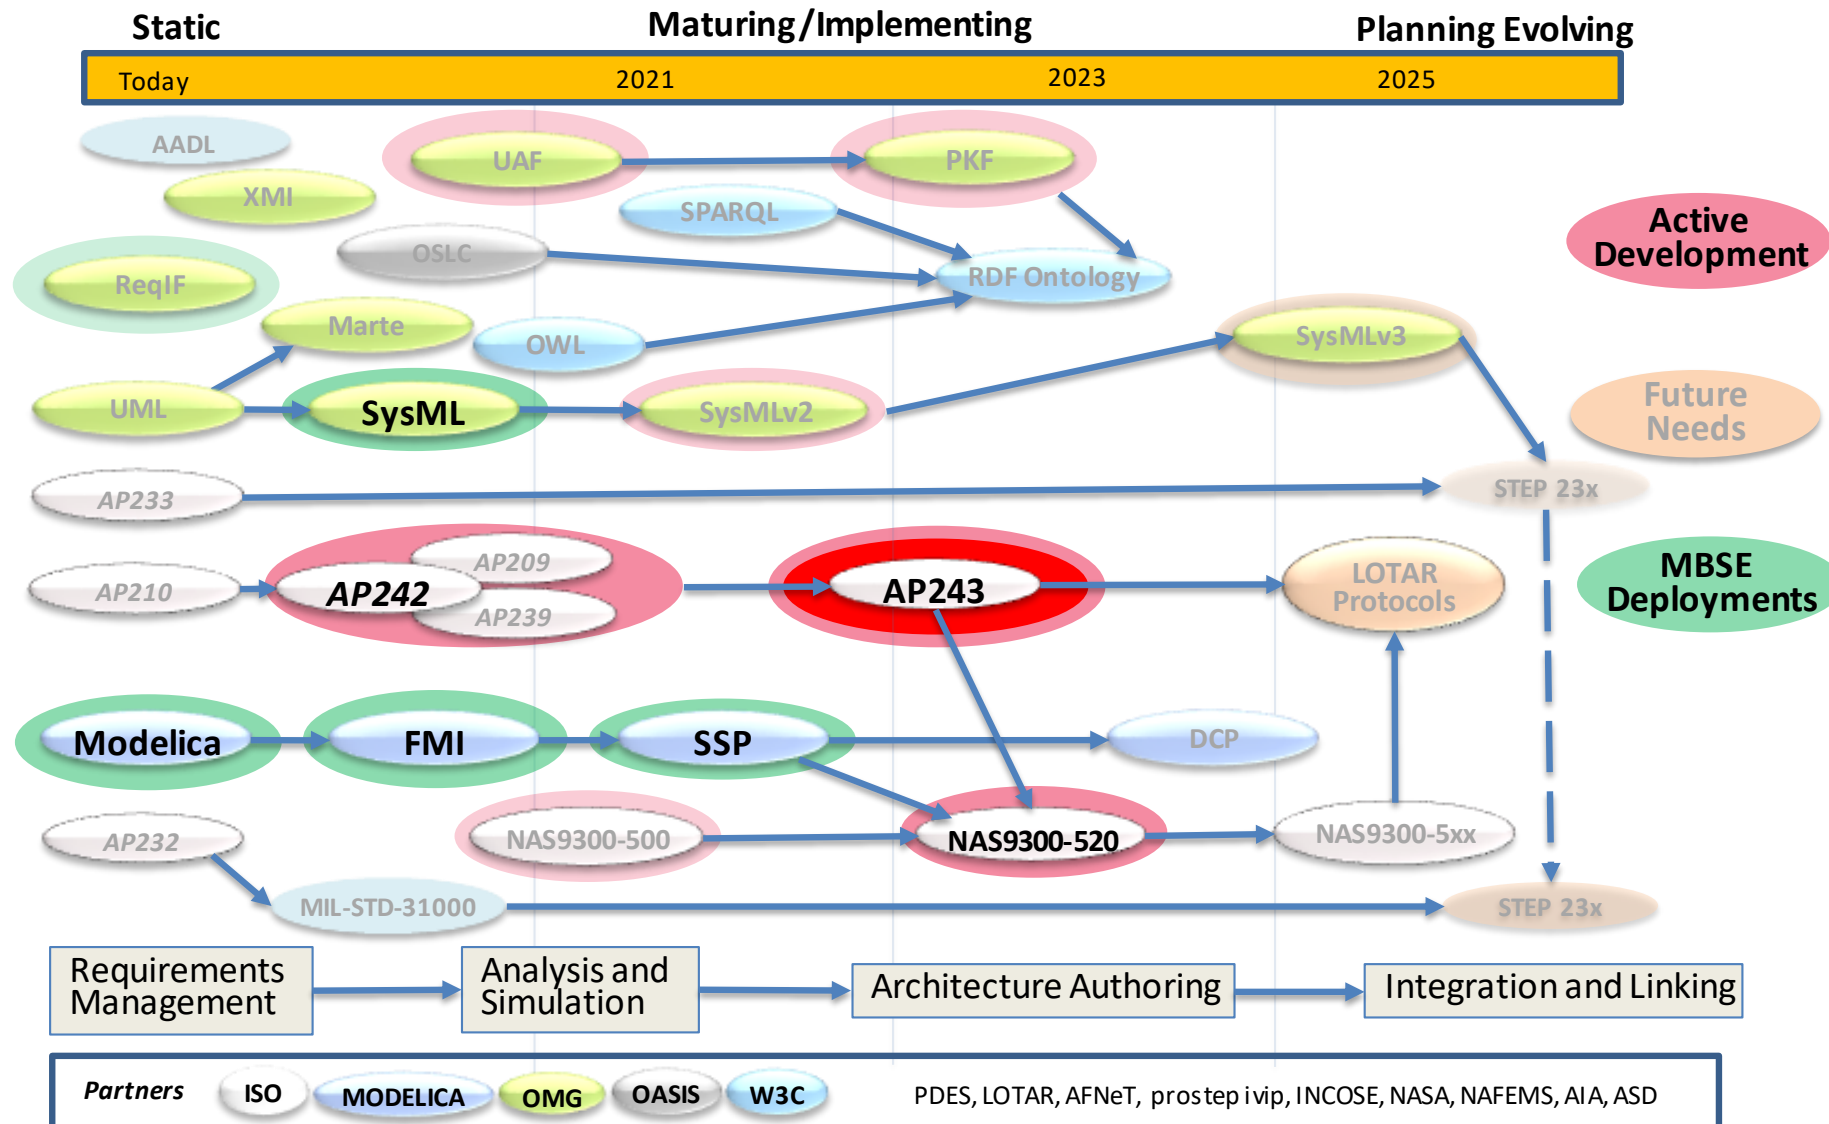 Static
Maturing/Implementing
Planning Evolving
Today
2021
2023
2025
AADL
UAF
PKF
XMI
SPARQL
OSLC
Active
Development
ReqIF
RDF Ontology
Marte
OWL
SysMLv3
UML
SysML
SysMLv2
Future
Needs
AP233
STEP 23x
AP210
AP242
AP209
AP239
AP243
LOTAR
Protocols
MBSE
Deployments
Modelica
FMI
SSP
DCP
AP232
NAS9300-500
NAS9300-520
NAS9300-5xx
MIL-STD-31000
STEP 23x
Requirements
Management
Analysis and
Simulation
Architecture Authoring
Integration and Linking
Partners
ISO
MODELICA
OMG
OASIS
W3C
PDES, LOTAR, AFNeT, prostep ivip, INCOSE, NASA, NAFEMS, AIA, ASD